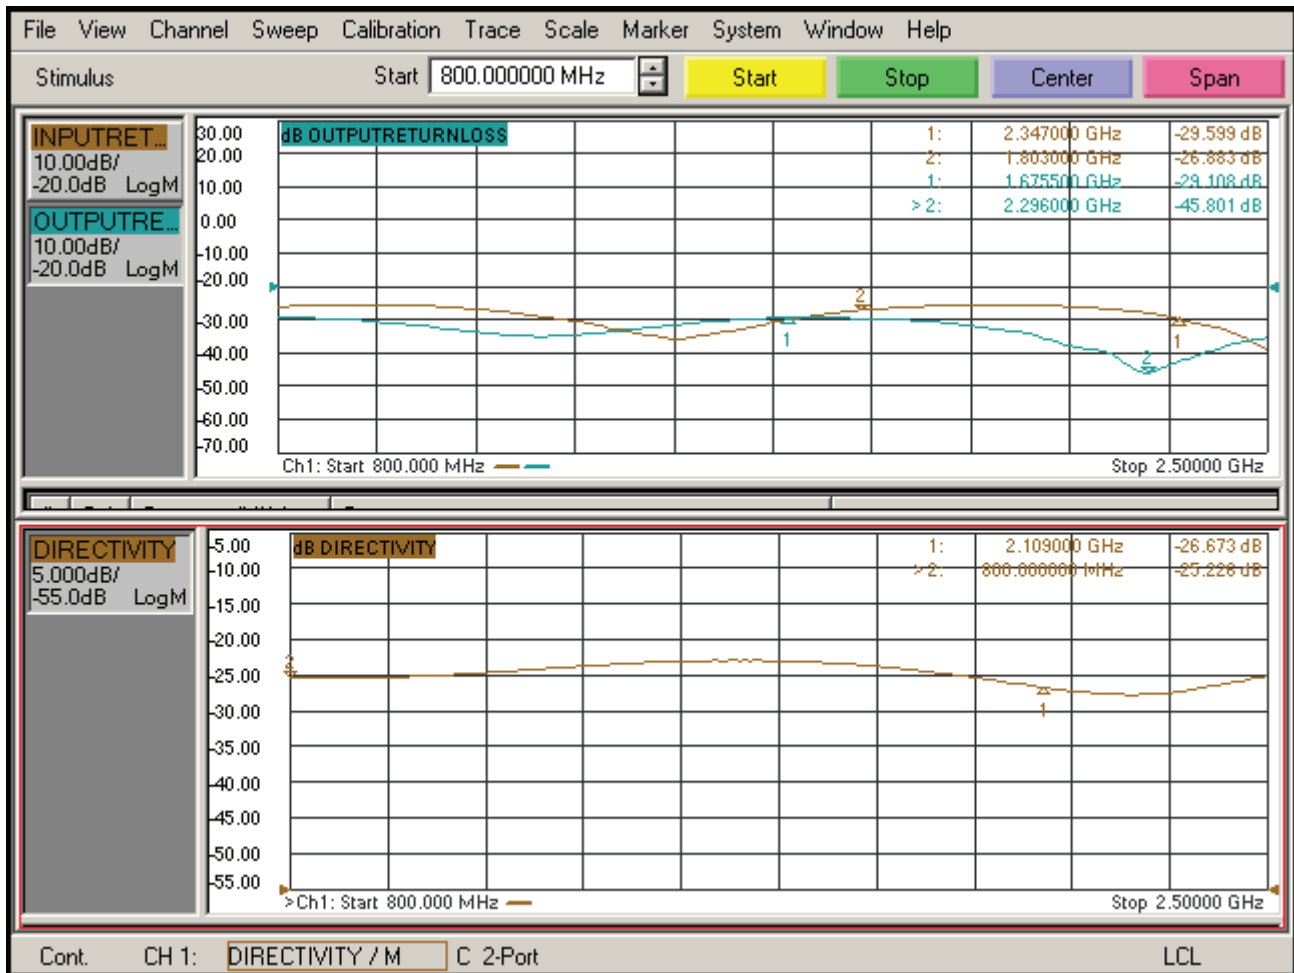 File View Channel Sweep Calibration Trace Scale Marker System Window Help
Stimulus Start 800.000000 MHz Start Stop Center Span
INPUTRET...
10.00dB/
-20.0dB LogM
OUTPUTRE...
10.00dB/
-20.0dB LogM
30.00
20.00
10.00
0.00
-10.00
-20.00
-30.00
-40.00
-50.00
-60.00
-70.00
dB OUTPUTRETURNLOSS
1: 2.347000 GHz -29.599 dB
2: 1.803000 GHz -26.883 dB
1: 1.675500 GHz -29.108 dB
>2: 2.296000 GHz -45.801 dB
2
1
1
2
Ch1: Start 800.000 MHz Stop 2.50000 GHz
DIRECTIVITY
5.000dB/
-55.0dB LogM
-5.00
-10.00
-15.00
-20.00
-25.00
-30.00
-35.00
-40.00
-45.00
-50.00
-55.00
dB DIRECTIVITY
1: 2.109000 GHz -26.673 dB
>2: 800.000000 MHz -25.228 dB
2
1
>Ch1: Start 800.000 MHz Stop 2.50000 GHz
Cont. CH 1: DIRECTIVITY / M C 2-Port LCL